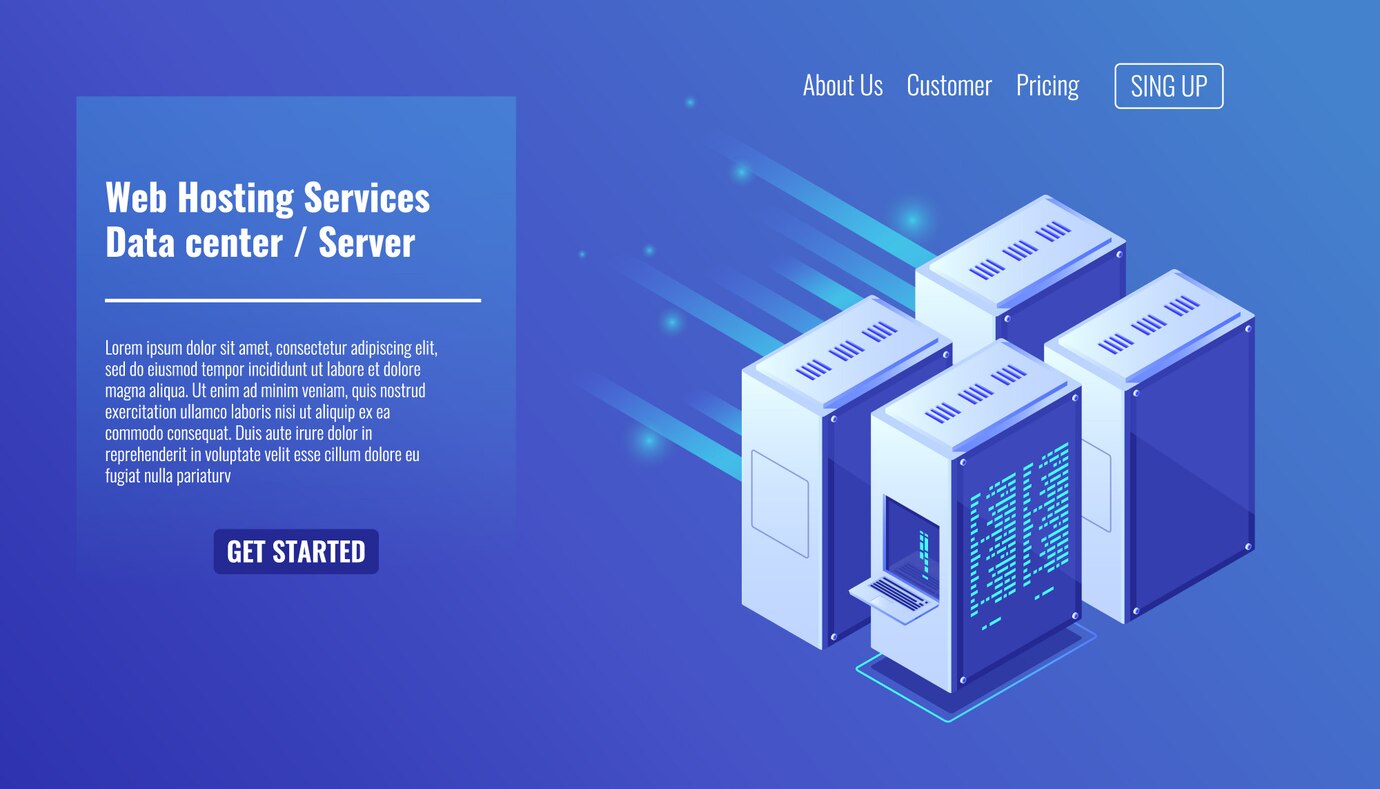 About Us Customer Pricing SING UP
Web Hosting Services
Data center / Server
Lorem ipsum dolor sit amet, consectetur adipiscing elit,
sed do eiusmod tempor incididunt ut labore et dolore
magna aliqua. Ut enim ad minim veniam, quis nostrud
exercitation ullamco laboris nisi ut aliquip ex ea
commodo consequat. Duis aute irure dolor in
reprehenderit in voluptate velit esse cillum dolore eu
fugiat nulla pariaturv
GET STARTED